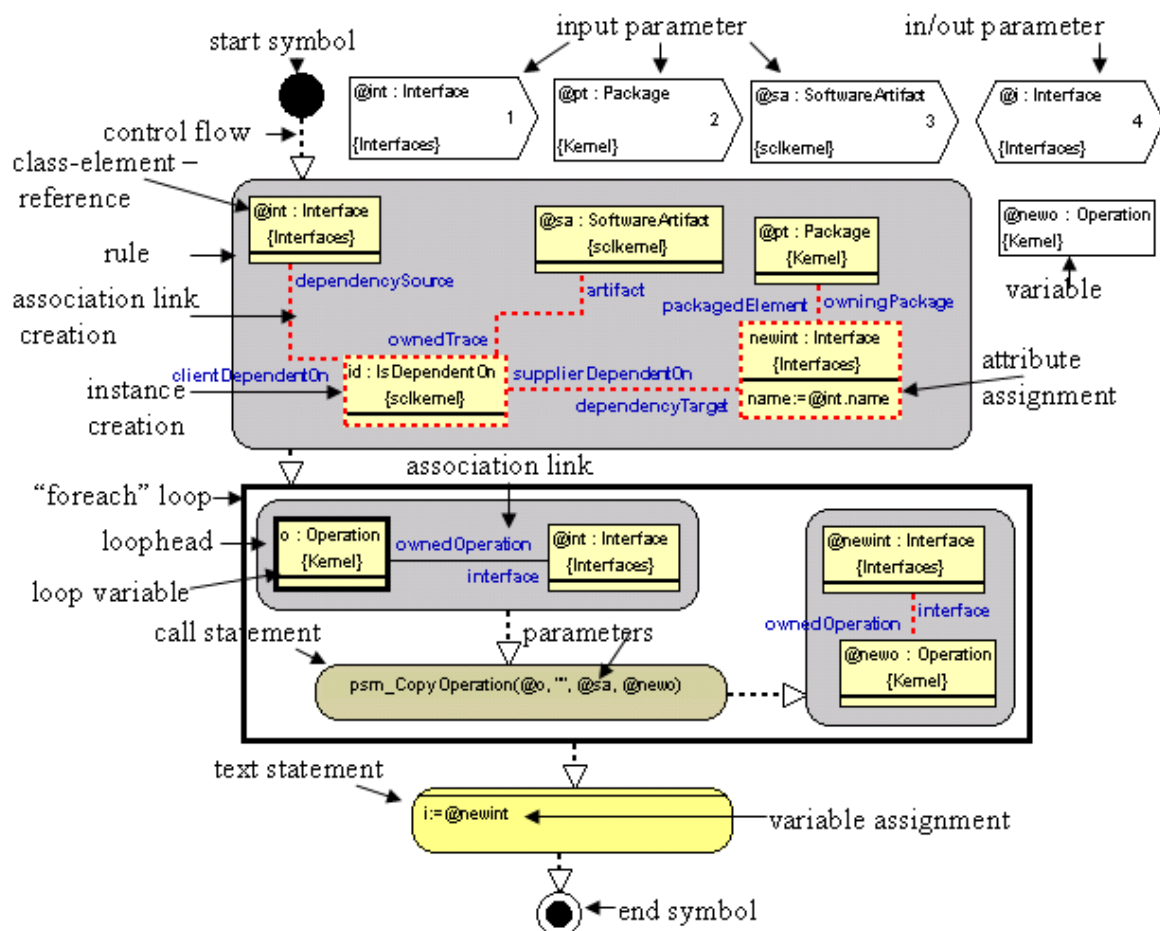 start symbol
input parameter
in/out parameter
@int : Interface
1
{Interfaces}
@pt : Package
2
{Kernel}
@sa : SoftwareArtifact
3
{sclkernel}
@i : Interface
4
{Interfaces}
control flow
class-element –
reference
@int : Interface
{Interfaces}
@sa : SoftwareArtifact
{sclkernel}
@pt : Package
{Kernel}
@newo : Operation
{Kernel}
rule
dependencySource
artifact
packagedElement
owningPackage
variable
association link
creation
ownedTrace
newint : Interface
{Interfaces}
name:=@int.name
attribute
assignment
clientDependentOn
id : IsDependentOn
{sclkernel}
supplierDependentOn
dependencyTarget
instance
creation
association link
“foreach” loop
loophead
o : Operation
{Kernel}
ownedOperation
interface
@int : Interface
{Interfaces}
@newint : Interface
{Interfaces}
loop variable
ownedOperation
interface
call statement
parameters
@newo : Operation
{Kernel}
psm_CopyOperation(@o, "", @sa, @newo)
text statement
i:=@newint
variable assignment
end symbol